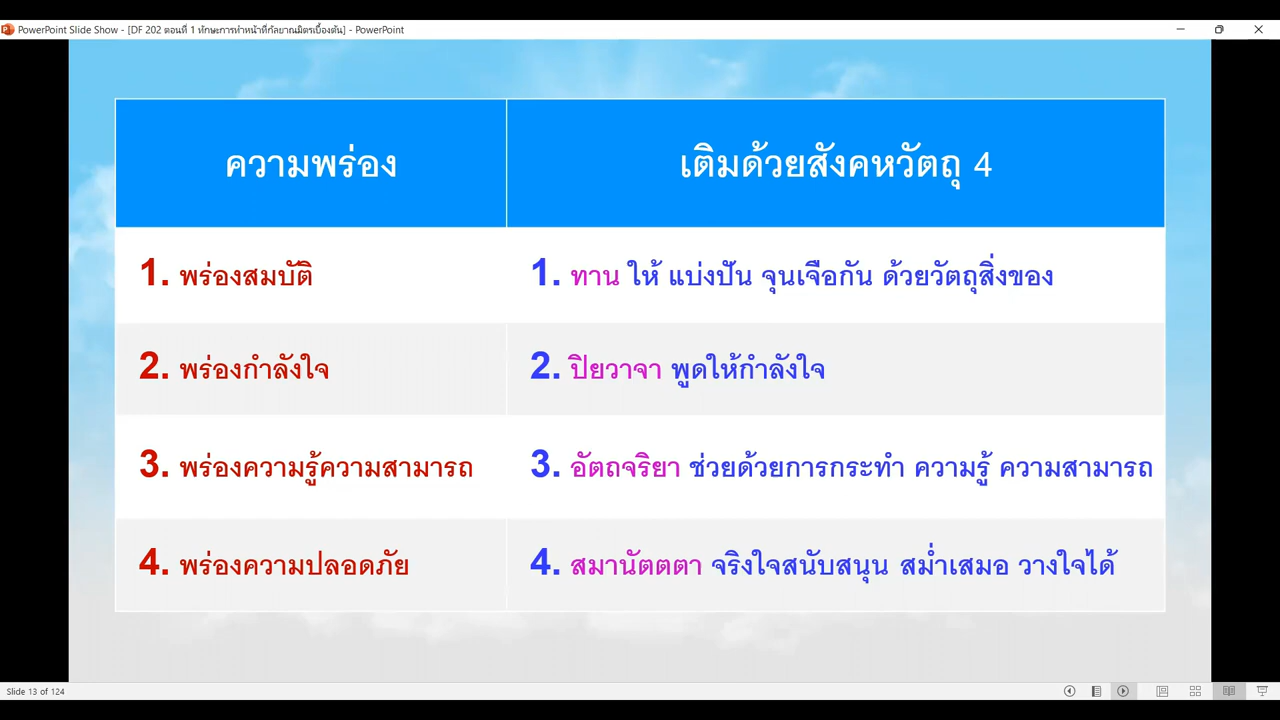 PowerPoint Slide Show - [DF 202 ตอนที่ 1 ทักษะการทำหน้าที่กัลยาณมิตรเบื้องต้น] - PowerPoint
ความพร่อง
เติมด้วยสังคหวัตถุ 4
1. พร่องสมบัติ
1. ทาน ให้ แบ่งปัน จุนเจือกัน ด้วยวัตถุสิ่งของ
2. พร่องกำลังใจ
2. ปิยวาจา พูดให้กำลังใจ
3. พร่องความรู้ความสามารถ
3. อัตถจริยา ช่วยด้วยการกระทำ ความรู้ ความสามารถ
4. พร่องความปลอดภัย
4. สมานัตตตา จริงใจสนับสนุน สม่ำเสมอ วางใจได้
Slide 13 of 124